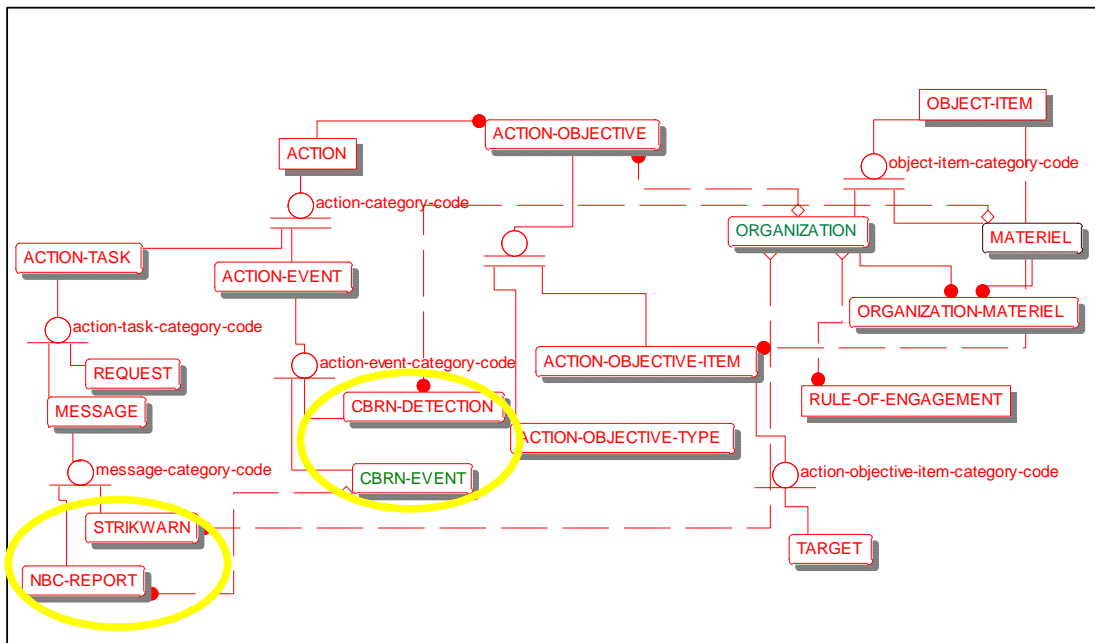 OBJECT-ITEM
ACTION-OBJECTIVE
ACTION
object-item-category-code
action-category-code
ORGANIZATION
MATERIEL
ACTION-TASK
ACTION-EVENT
ORGANIZATION-MATERIEL
action-task-category-code
action-event-category-code
ACTION-OBJECTIVE-ITEM
REQUEST
CBRN-DETECTION
RULE-OF-ENGAGEMENT
MESSAGE
ACTION-OBJECTIVE-TYPE
message-category-code
CBRN-EVENT
action-objective-item-category-code
STRIKWARN
TARGET
NBC-REPORT